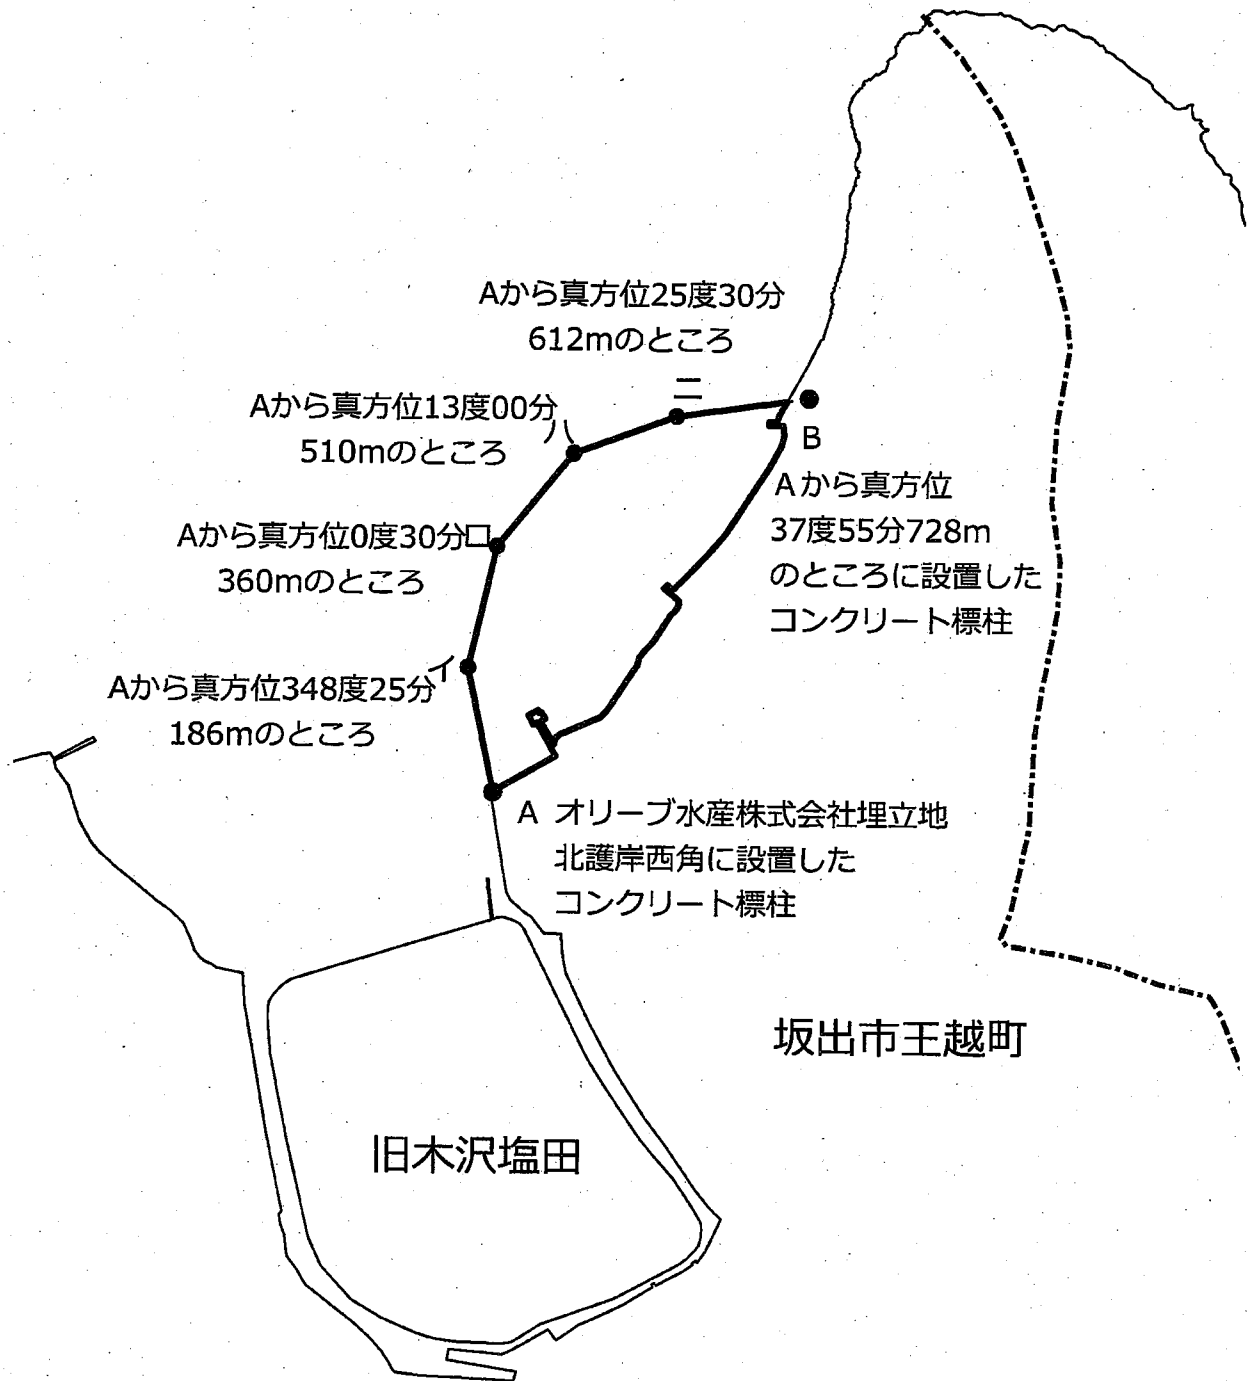 Aから真方位25度30分
612mのところ
ニ
Aから真方位13度00分
ハ
510mのところ
B
Aから真方位
37度55分728m
のところに設置した
コンクリート標柱
Aから真方位0度30分
ロ
360mのところ
イ
Aから真方位348度25分
186mのところ
A オリーブ水産株式会社埋立地
北護岸西角に設置した
コンクリート標柱
坂出市王越町
旧木沢塩田